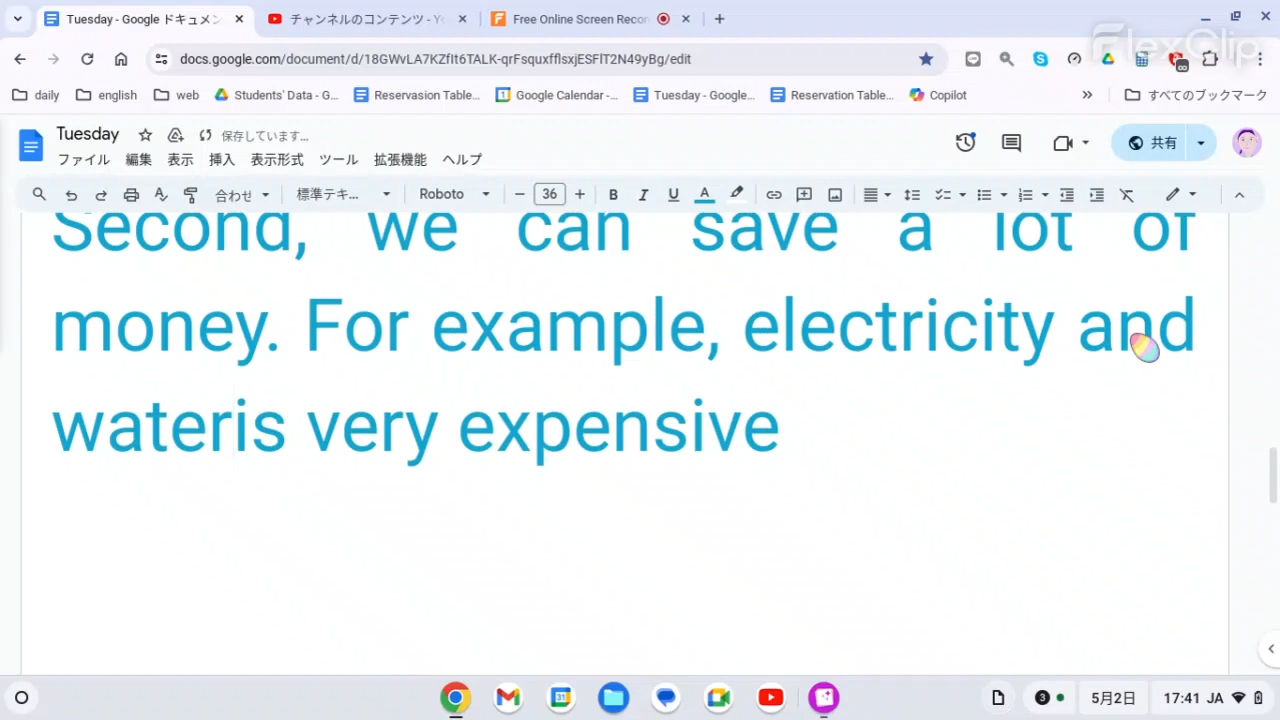 Tuesday - Google ドキュメン
チャンネルのコンテンツ - Yo
Free Online Screen Recor
docs.google.com/document/d/18GWvLA7KZfIt6TALK-qrFsquxfflsxjESFlT2N49yBg/edit
FlexClip
daily
english
web
Students' Data - G...
Reservasion Table...
Google Calendar -...
Tuesday - Google...
Reservation Table...
Copilot
すべてのブックマーク
Tuesday
保存しています...
ファイル 編集 表示 挿入 表示形式 ツール 拡張機能 ヘルプ
共有
合わせ
標準テキ...
Roboto
36
Second, we can save a lot of
money. For example, electricity and
wateris very expensive
3
5月2日
17:41 JA